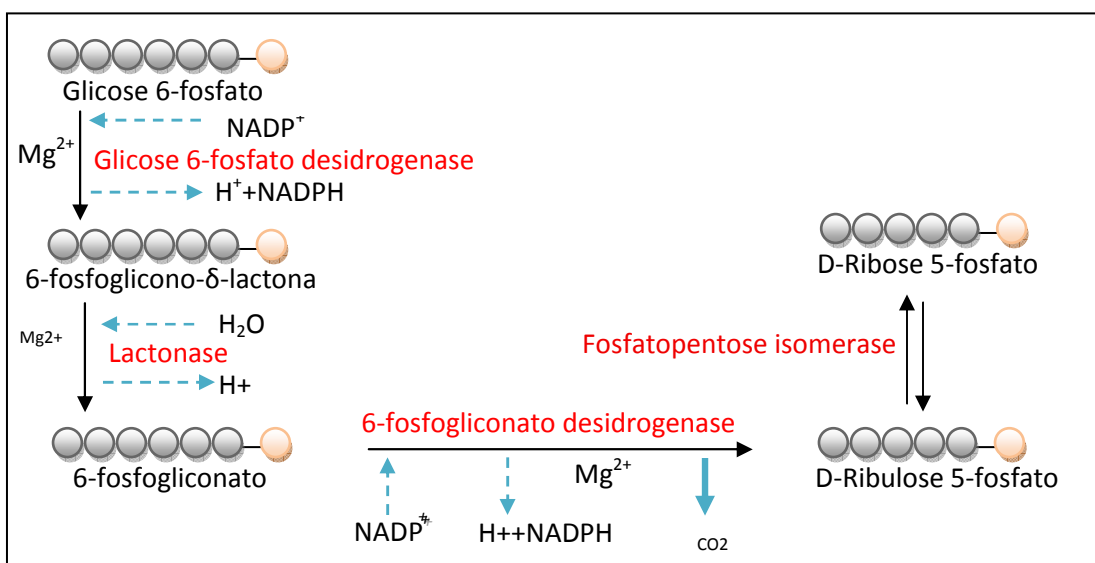 Glicose 6-fosfato
NADP⁺
Mg²⁺
Glicose 6-fosfato desidrogenase
H⁺+NADPH
6-fosfoglicono-δ-lactona
Mg2+
H₂O
Lactonase
H+
6-fosfogliconato
6-fosfogliconato desidrogenase
Mg²⁺
NADP⁺
H++NADPH
CO2
D-Ribose 5-fosfato
Fosfatopentose isomerase
D-Ribulose 5-fosfato